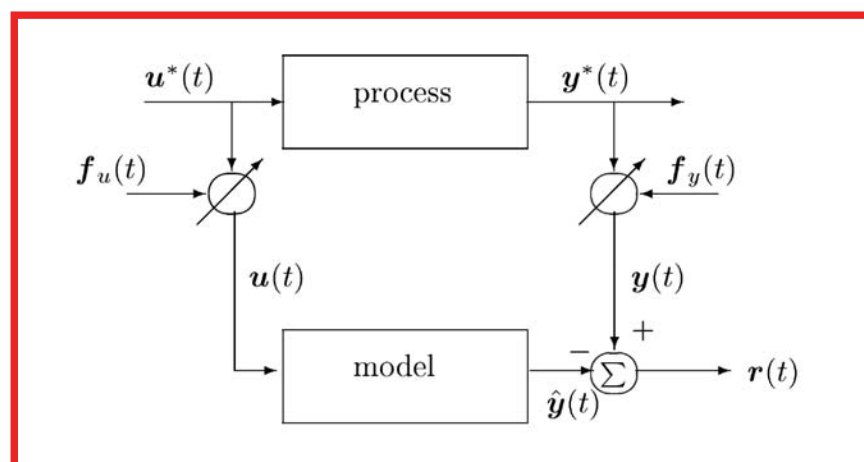 u*(t)
process
y*(t)
f_u(t)
f_y(t)
u(t)
y(t)
+
model
−
Σ
r(t)
ŷ(t)